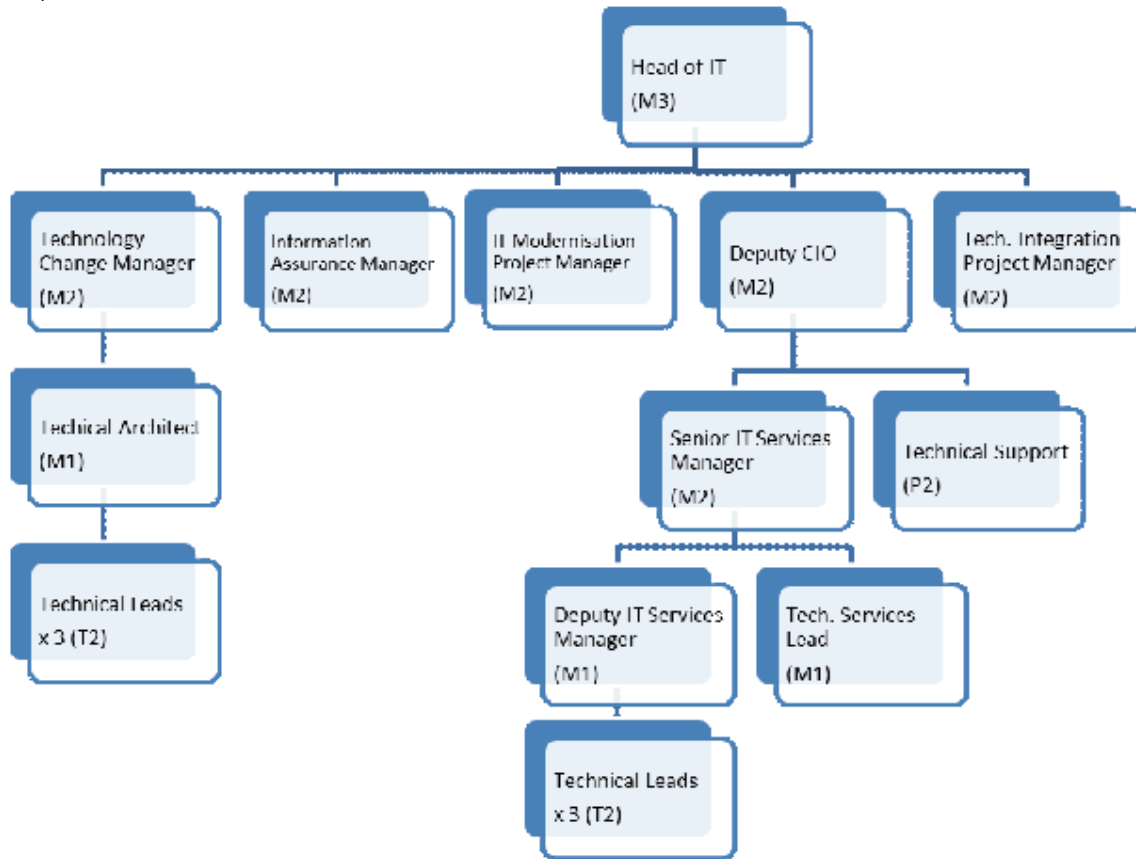 Head of IT
(M3)
Technology
Change Manager
(M2)
Information
Assurance Manager
(M2)
IT Modernisation
Project Manager
(M2)
Deputy CIO
(M2)
Tech. Integration
Project Manager
(M2)
Techical Architect
(M1)
Senior IT Services
Manager
(M2)
Technical Support
(P2)
Technical Leads
x 3 (T2)
Deputy IT Services
Manager
(M1)
Tech. Services
Lead
(M1)
Technical Leads
x 3 (T2)